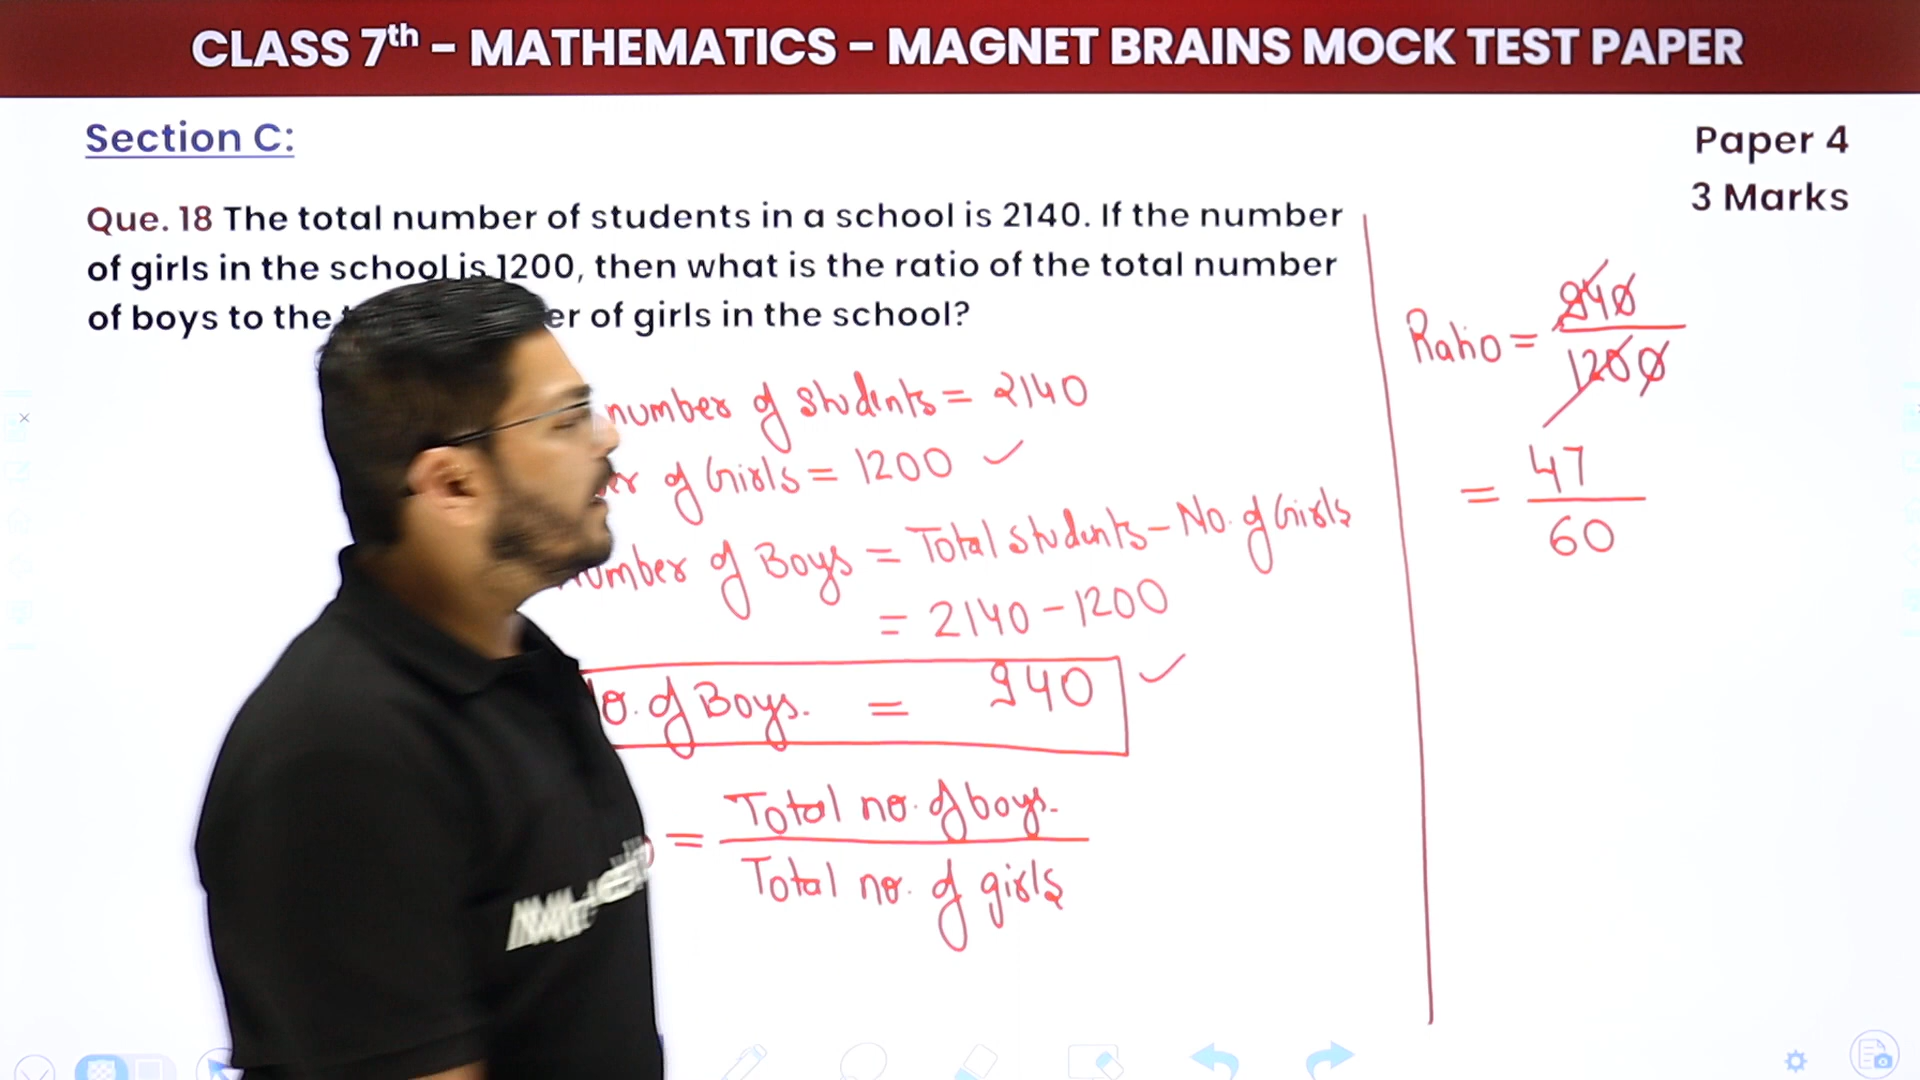 CLASS 7th - MATHEMATICS - MAGNET BRAINS MOCK TEST PAPER
Section C:
Paper 4
3 Marks
Que. 18 The total number of students in a school is 2140. If the number
of girls in the school is 1200, then what is the ratio of the total number
of boys to the er of girls in the school?
number of students = 2140
of Girls = 1200 ✓
number of Boys = Total students - No. of Girls
= 2140 - 1200
No. of Boys. = 940 ✓
= Total no. of boys.
Total no. of girls
Ratio = 940
1200
= 47
60